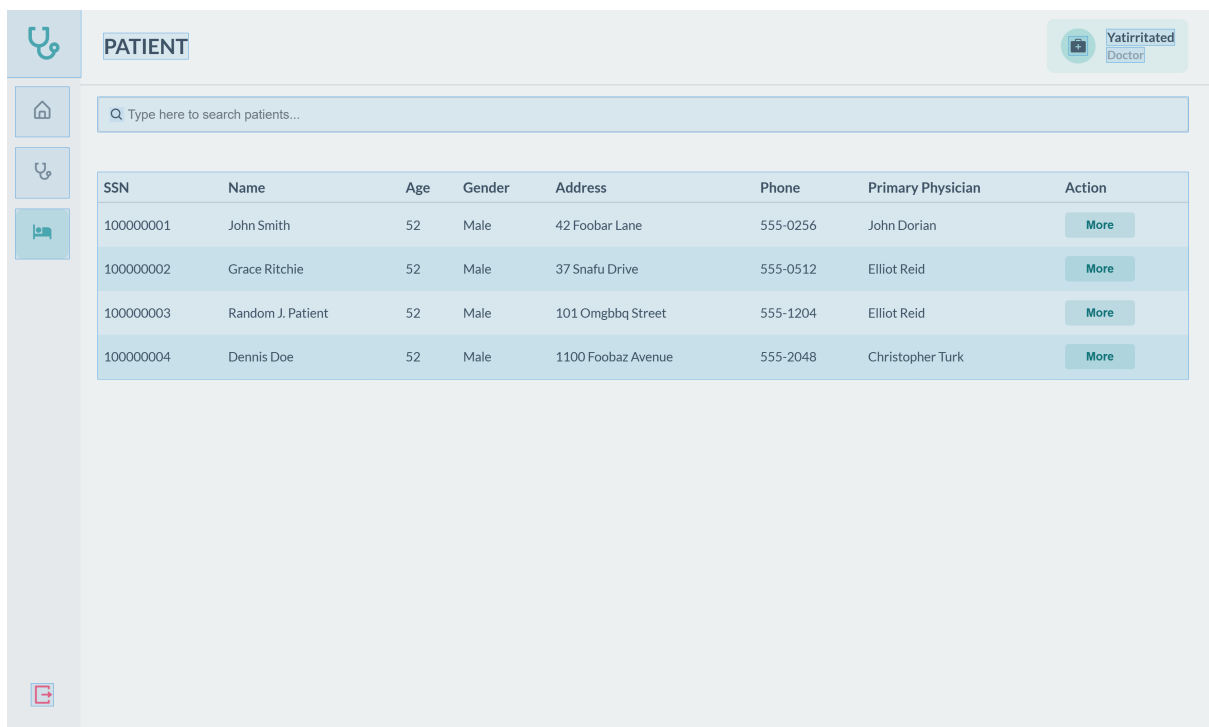 PATIENT
Yatirritated
Doctor
Type here to search patients...
SSN Name Age Gender Address Phone Primary Physician Action
100000001 John Smith 52 Male 42 Foobar Lane 555-0256 John Dorian More
100000002 Grace Ritchie 52 Male 37 Snafu Drive 555-0512 Elliot Reid More
100000003 Random J. Patient 52 Male 101 Omgbbq Street 555-1204 Elliot Reid More
100000004 Dennis Doe 52 Male 1100 Foobaz Avenue 555-2048 Christopher Turk More